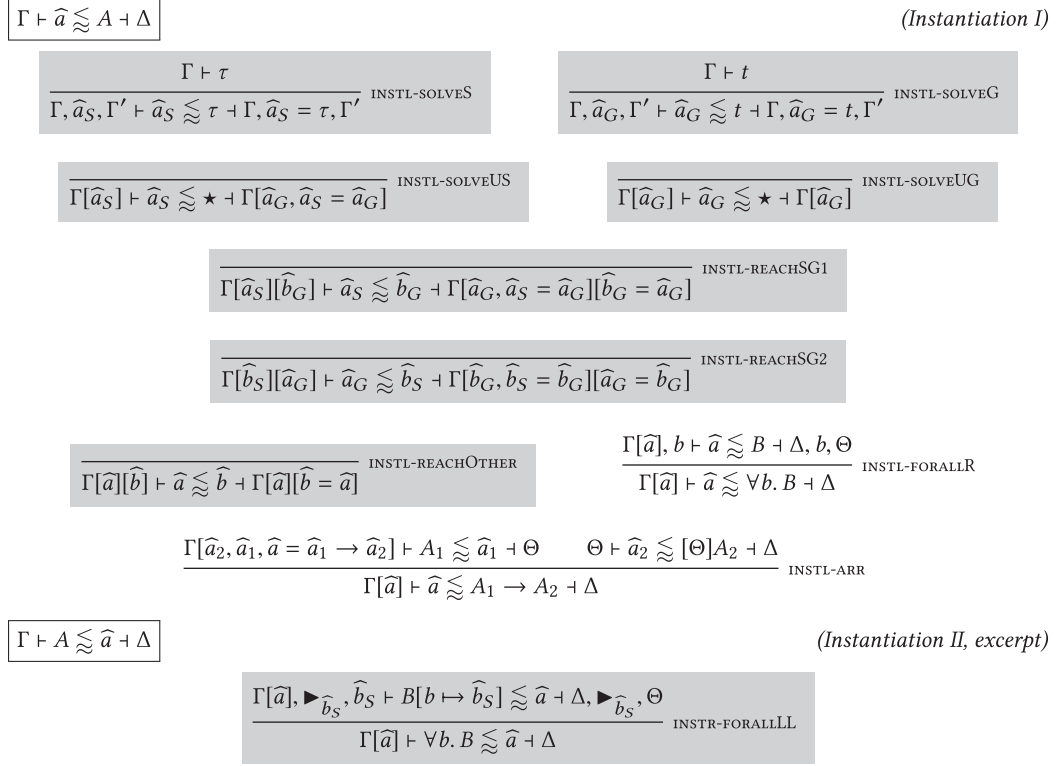 Γ ⊢ â ⪅ A ⊣ Δ (Instantiation I)
Γ ⊢ τ
Γ, â_S, Γ′ ⊢ â_S ⪅ τ ⊣ Γ, â_S = τ, Γ′ INSTL-SOLVES
Γ ⊢ t
Γ, â_G, Γ′ ⊢ â_G ⪅ t ⊣ Γ, â_G = t, Γ′ INSTL-SOLVEG
Γ[â_S] ⊢ â_S ⪅ ★ ⊣ Γ[â_G, â_S = â_G] INSTL-SOLVEUS
Γ[â_G] ⊢ â_G ⪅ ★ ⊣ Γ[â_G] INSTL-SOLVEUG
Γ[â_S][b̂_G] ⊢ â_S ⪅ b̂_G ⊣ Γ[â_G, â_S = â_G][b̂_G = â_G] INSTL-REACHSG1
Γ[b̂_S][â_G] ⊢ â_G ⪅ b̂_S ⊣ Γ[b̂_G, b̂_S = b̂_G][â_G = b̂_G] INSTL-REACHSG2
Γ[â][b̂] ⊢ â ⪅ b̂ ⊣ Γ[â][b̂ = â] INSTL-REACHOTHER
Γ[â], b ⊢ â ⪅ B ⊣ Δ, b, Θ
Γ[â] ⊢ â ⪅ ∀b. B ⊣ Δ INSTL-FORALLR
Γ[â₂, â₁, â = â₁ → â₂] ⊢ A₁ ⪅ â₁ ⊣ Θ Θ ⊢ â₂ ⪅ [Θ]A₂ ⊣ Δ
Γ[â] ⊢ â ⪅ A₁ → A₂ ⊣ Δ INSTL-ARR
Γ ⊢ A ⪅ â ⊣ Δ (Instantiation II, excerpt)
Γ[â], ▶_b̂_S, b̂_S ⊢ B[b ↦ b̂_S] ⪅ â ⊣ Δ, ▶_b̂_S, Θ
Γ[â] ⊢ ∀b. B ⪅ â ⊣ Δ INSTR-FORALLLL